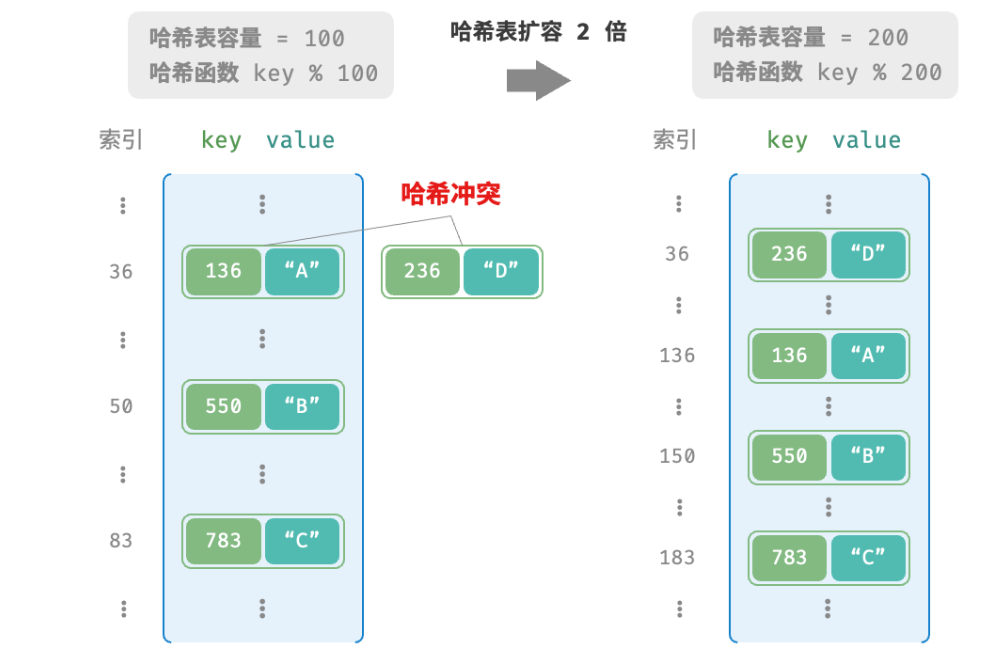 哈希表容量 = 100
哈希函数 key % 100
哈希表扩容 2 倍
哈希表容量 = 200
哈希函数 key % 200
索引 key value
哈希冲突
36 136 “A” 236 “D”
50 550 “B”
83 783 “C”
索引 key value
36 236 “D”
136 136 “A”
150 550 “B”
183 783 “C”